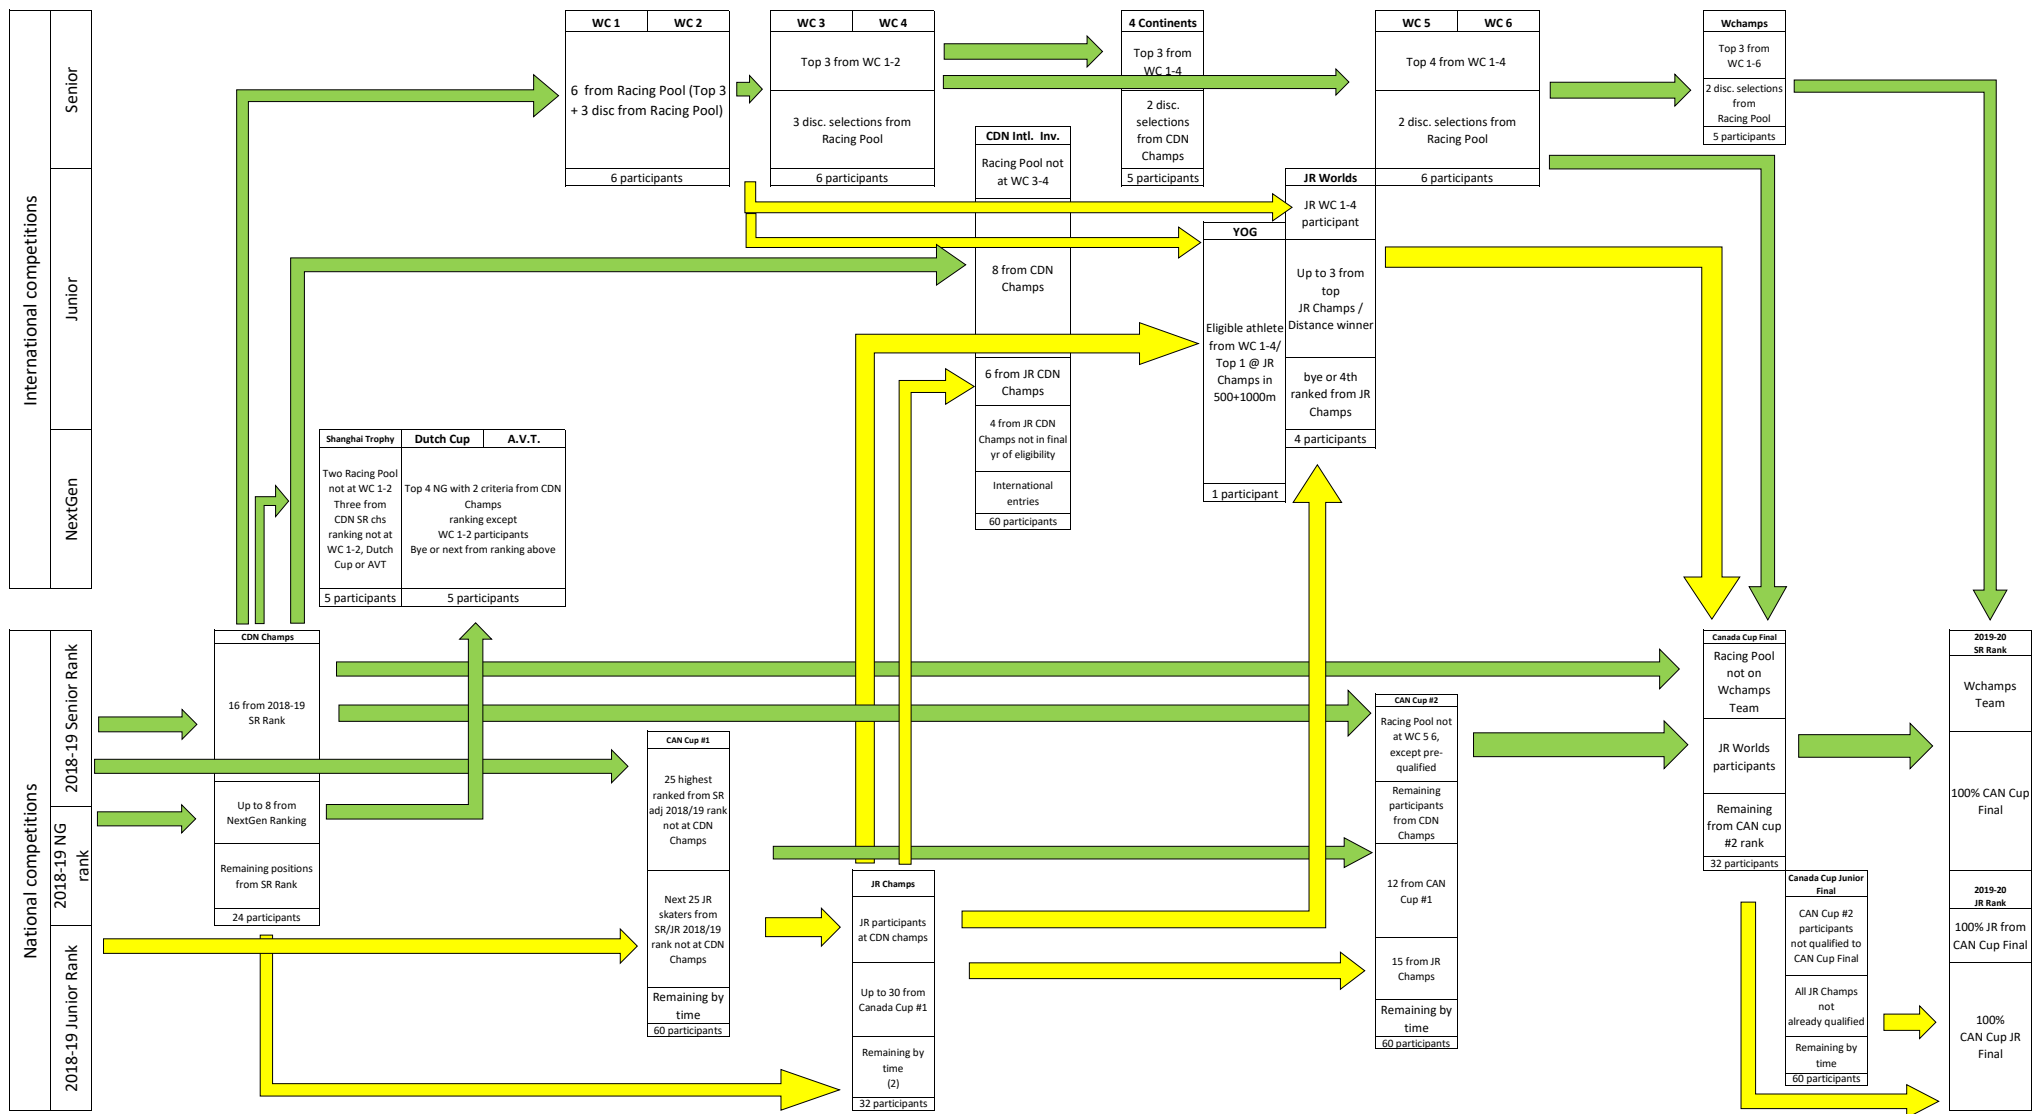 International competitions
Senior
Junior
NextGen
WC 1
WC 2
6 from Racing Pool (Top 3
+ 3 disc from Racing Pool)
6 participants
WC 3
WC 4
Top 3 from WC 1-2
3 disc. selections from
Racing Pool
6 participants
4 Continents
Top 3 from
WC 1-4
2 disc.
selections
from CDN
Champs
5 participants
WC 5
WC 6
Top 4 from WC 1-4
2 disc. selections from
Racing Pool
6 participants
Wchamps
Top 3 from
WC 1-6
2 disc. selections
from
Racing Pool
5 participants
CDN Intl. Inv.
Racing Pool not
at WC 3-4
8 from CDN
Champs
6 from JR CDN
Champs
4 from JR CDN
Champs not in final
yr of eligibility
International
entries
60 participants
YOG
Eligible athlete
from WC 1-4/
Top 1 @ JR
Champs in
500+1000m
1 participant
JR Worlds
JR WC 1-4
participant
Up to 3 from
top
JR Champs /
Distance winner
bye or 4th
ranked from JR
Champs
4 participants
Shanghai Trophy
Two Racing Pool
not at WC 1-2
Three from
CDN SR chs
ranking not at
WC 1-2, Dutch
Cup or AVT
5 participants
Dutch Cup
A.V.T.
Top 4 NG with 2 criteria from CDN
Champs
ranking except
WC 1-2 participants
Bye or next from ranking above
5 participants
National competitions
2018-19 Senior Rank
2018-19 NG
rank
2018-19 Junior Rank
CDN Champs
16 from 2018-19
SR Rank
Up to 8 from
NextGen Ranking
Remaining positions
from SR Rank
24 participants
CAN Cup #1
25 highest
ranked from SR
adj 2018/19 rank
not at CDN
Champs
Next 25 JR
skaters from
SR/JR 2018/19
rank not at CDN
Champs
Remaining by
time
60 participants
JR Champs
JR participants
at CDN champs
Up to 30 from
Canada Cup #1
Remaining by
time
(2)
32 participants
CAN Cup #2
Racing Pool not
at WC 5 6,
except pre-
qualified
Remaining
participants
from CDN
Champs
12 from CAN
Cup #1
15 from JR
Champs
Remaining by
time
60 participants
Canada Cup Final
Racing Pool
not on
Wchamps
Team
JR Worlds
participants
Remaining
from CAN cup
#2 rank
32 participants
Canada Cup Junior
Final
CAN Cup #2
participants
not qualified to
CAN Cup Final
All JR Champs
not
already qualified
Remaining by
time
60 participants
2019-20
SR Rank
Wchamps
Team
100% CAN Cup
Final
2019-20
JR Rank
100% JR from
CAN Cup Final
100%
CAN Cup JR
Final